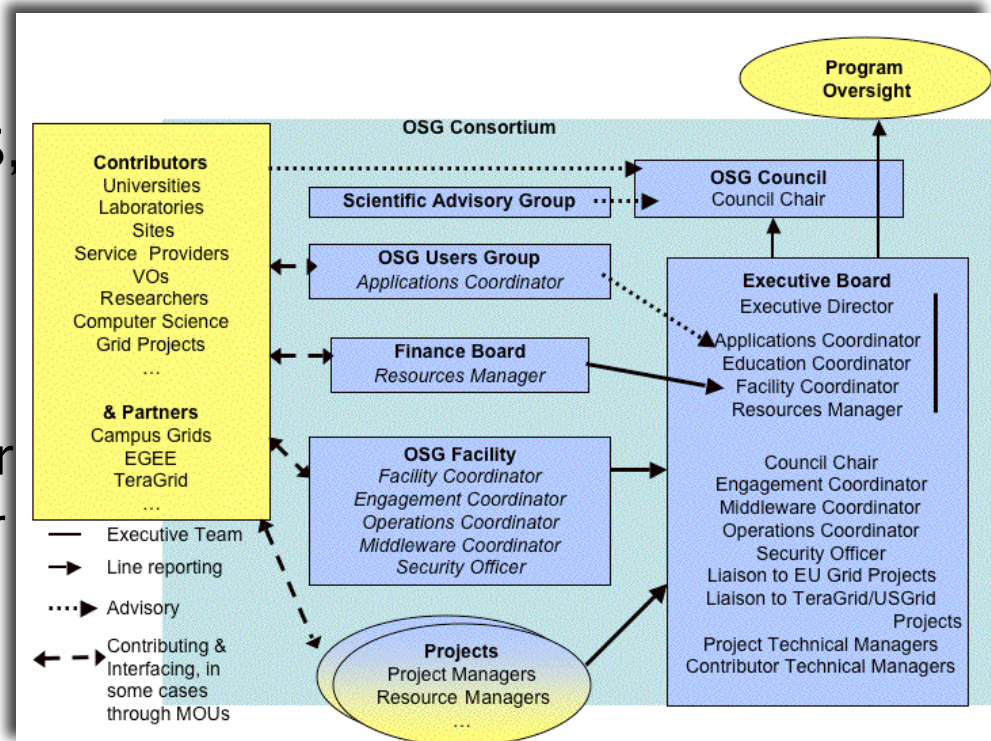 Program
Oversight
OSG Consortium
Contributors
Universities
Laboratories
Sites
Service Providers
VOs
Researchers
Computer Science
Grid Projects
…
& Partners
Campus Grids
EGEE
TeraGrid
…
Scientific Advisory Group
OSG Council
Council Chair
OSG Users Group
Applications Coordinator
Finance Board
Resources Manager
OSG Facility
Facility Coordinator
Engagement Coordinator
Operations Coordinator
Middleware Coordinator
Security Officer
Projects
Project Managers
Resource Managers
…
Executive Board
Executive Director
Applications Coordinator
Education Coordinator
Facility Coordinator
Resources Manager
Council Chair
Engagement Coordinator
Middleware Coordinator
Operations Coordinator
Security Officer
Liaison to EU Grid Projects
Liaison to TeraGrid/USGrid
Projects
Project Technical Managers
Contributor Technical Managers
Executive Team
Line reporting
Advisory
Contributing &
Interfacing, in
some cases
through MOUs